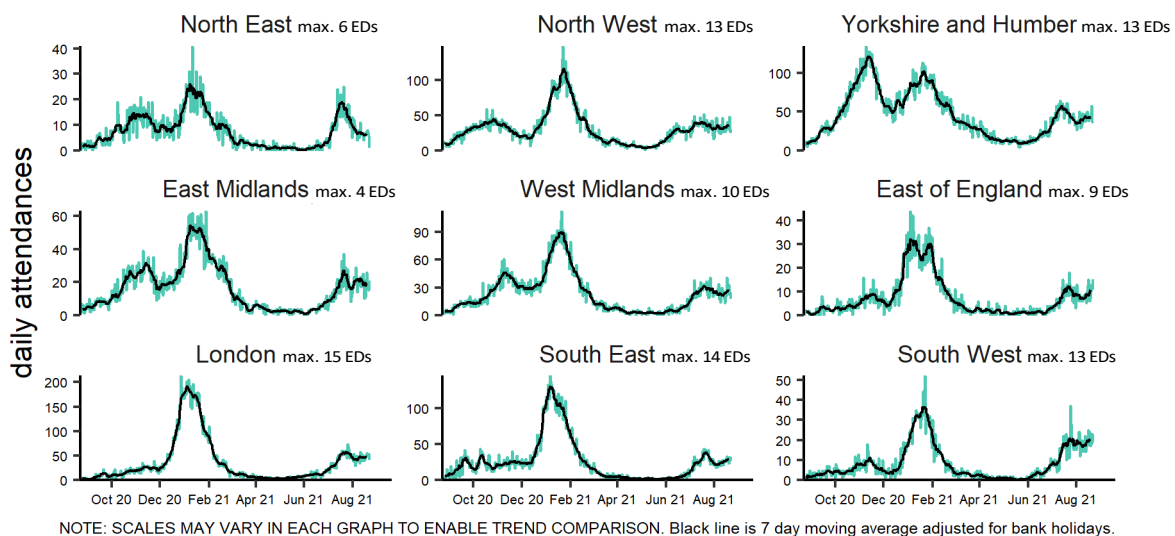 North East max. 6 EDs
North West max. 13 EDs
Yorkshire and Humber max. 13 EDs
40
30
20
10
0
100
50
0
100
50
0
daily attendances
East Midlands max. 4 EDs
West Midlands max. 10 EDs
East of England max. 9 EDs
60
40
20
0
90
60
30
0
40
30
20
10
0
London max. 15 EDs
South East max. 14 EDs
South West max. 13 EDs
200
150
100
50
0
100
50
0
50
40
30
20
10
0
Oct 20 Dec 20 Feb 21 Apr 21 Jun 21 Aug 21
Oct 20 Dec 20 Feb 21 Apr 21 Jun 21 Aug 21
Oct 20 Dec 20 Feb 21 Apr 21 Jun 21 Aug 21
NOTE: SCALES MAY VARY IN EACH GRAPH TO ENABLE TREND COMPARISON. Black line is 7 day moving average adjusted for bank holidays.